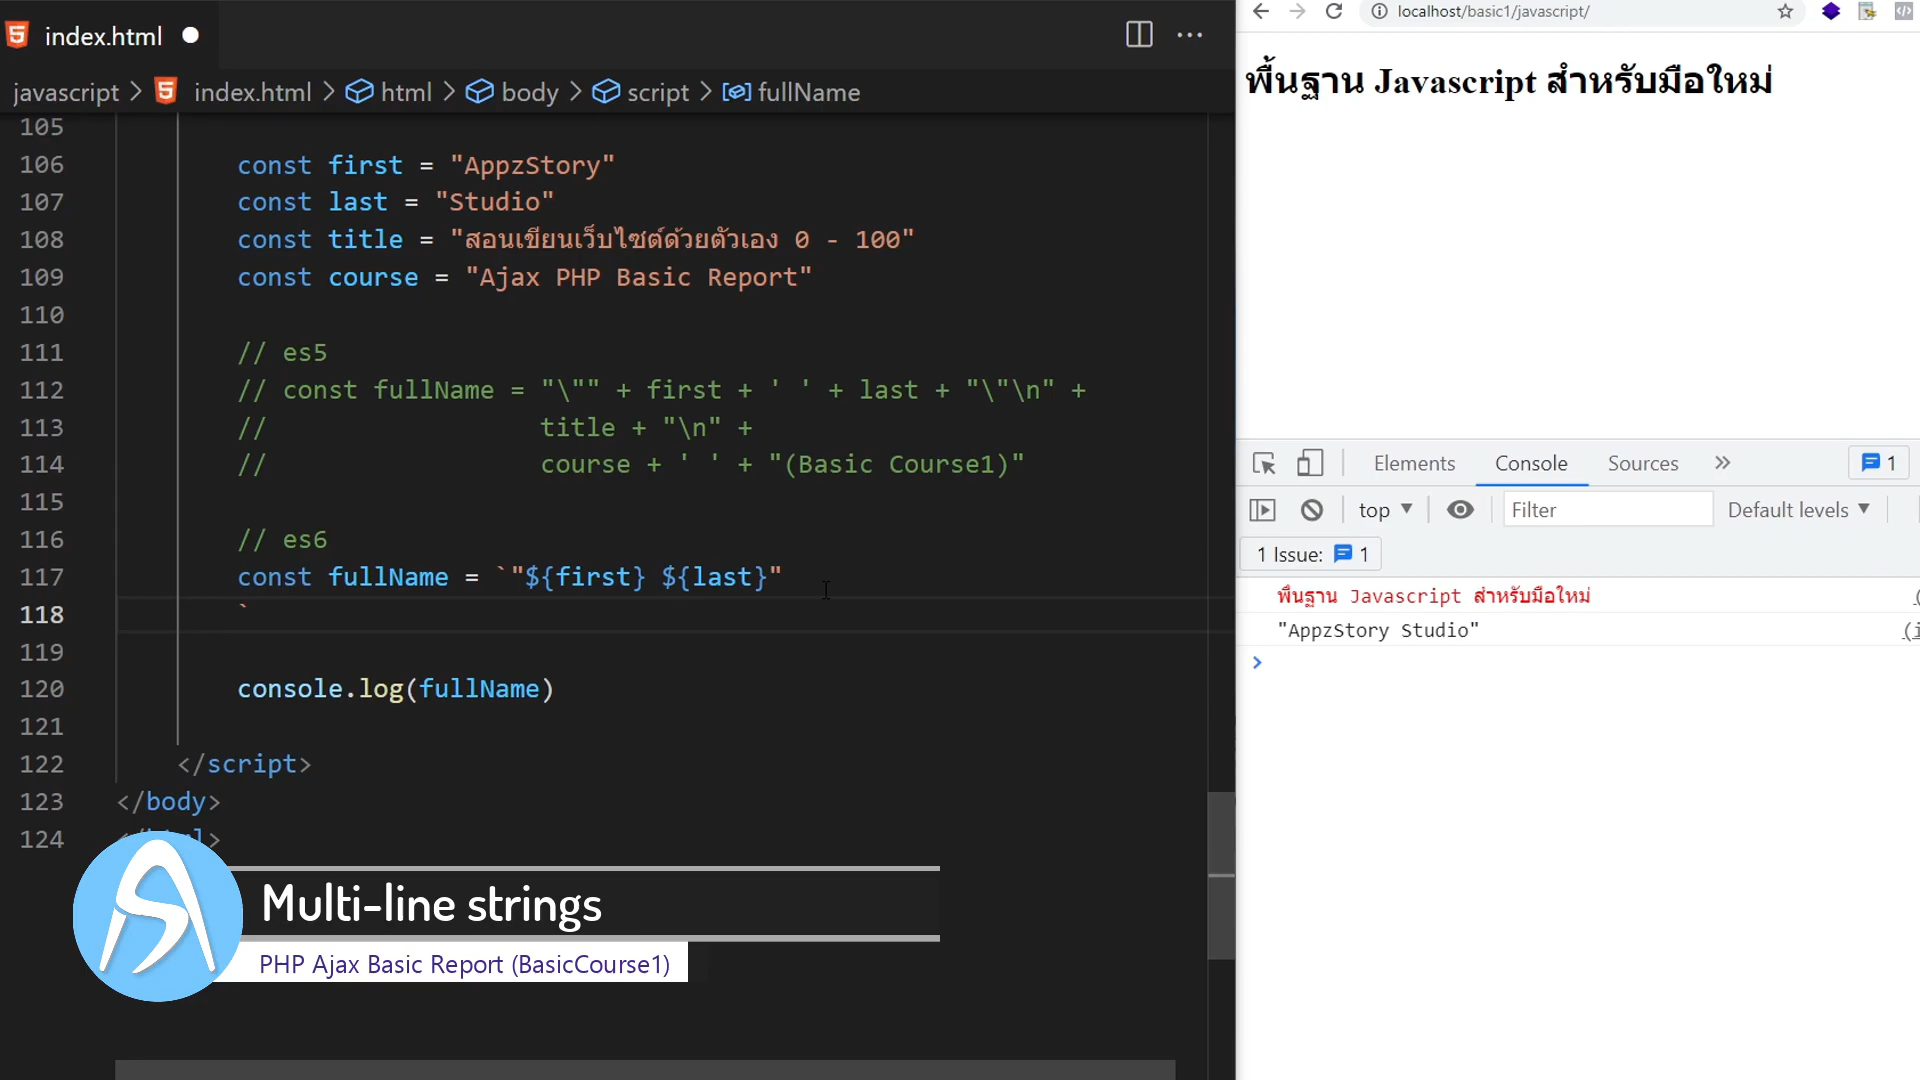 index.html
javascript > index.html > html > body > script > fullName
105
106 const first = "AppzStory"
107 const last = "Studio"
108 const title = "สอนเขียนเว็บไซต์ด้วยตัวเอง 0 - 100"
109 const course = "Ajax PHP Basic Report"
110
111 // es5
112 // const fullName = "\"" + first + ' ' + last + "\"\n" +
113 // title + "\n" +
114 // course + ' ' + "(Basic Course1)"
115
116 // es6
117 const fullName = `"${first} ${last}"
118 `
119
120 console.log(fullName)
121
122 </script>
123 </body>
124
Multi-line strings
PHP Ajax Basic Report (BasicCourse1)
localhost/basic1/javascript/
พื้นฐาน Javascript สำหรับมือใหม่
Elements Console Sources 1
top Filter Default levels
1 Issue: 1
พื้นฐาน Javascript สำหรับมือใหม่
"AppzStory Studio"